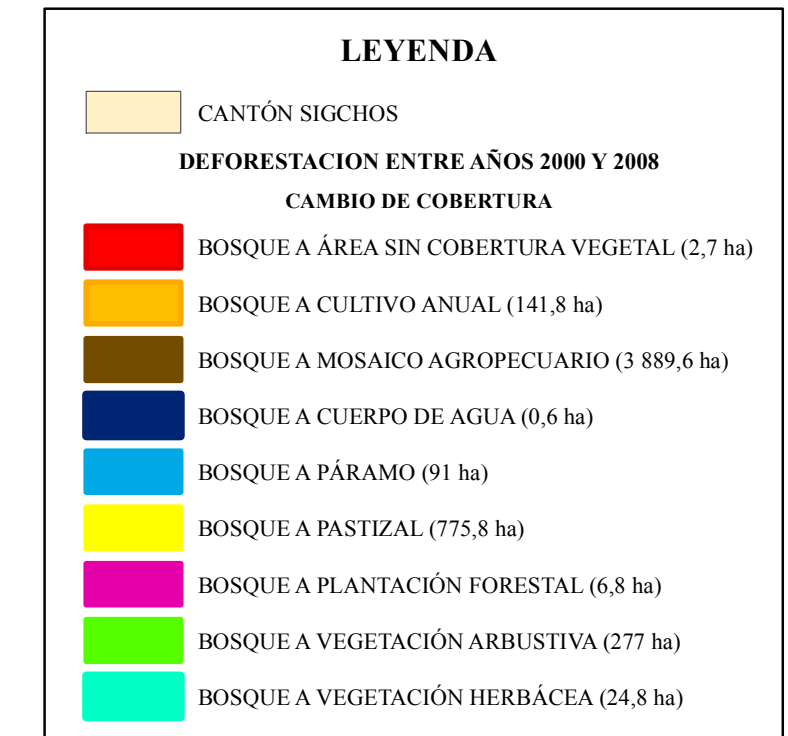 LEYENDA
CANTÓN SIGCHOS
DEFORESTACION ENTRE AÑOS 2000 Y 2008
CAMBIO DE COBERTURA
BOSQUE A ÁREA SIN COBERTURA VEGETAL (2,7 ha)
BOSQUE A CULTIVO ANUAL (141,8 ha)
BOSQUE A MOSAICO AGROPECUARIO (3 889,6 ha)
BOSQUE A CUERPO DE AGUA (0,6 ha)
BOSQUE A PÁRAMO (91 ha)
BOSQUE A PASTIZAL (775,8 ha)
BOSQUE A PLANTACIÓN FORESTAL (6,8 ha)
BOSQUE A VEGETACIÓN ARBUSTIVA (277 ha)
BOSQUE A VEGETACIÓN HERBÁCEA (24,8 ha)